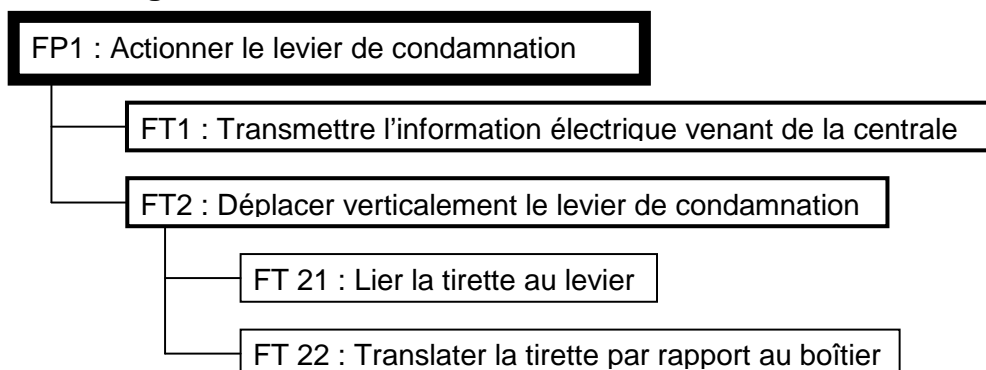 FP1 : Actionner le levier de condamnation
FT1 : Transmettre l'information électrique venant de la centrale
FT2 : Déplacer verticalement le levier de condamnation
FT 21 : Lier la tirette au levier
FT 22 : Translater la tirette par rapport au boîtier